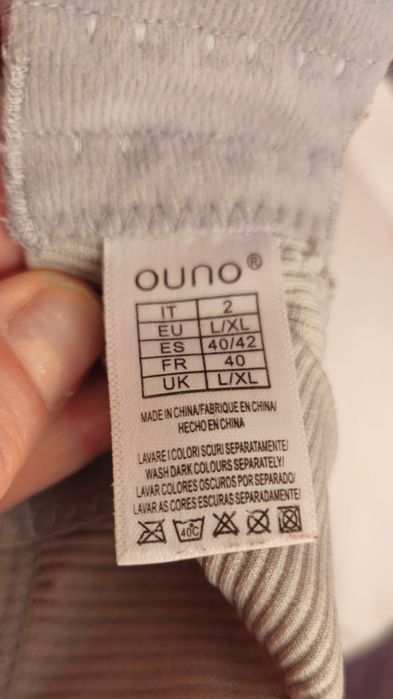 ouno®
IT 2
EU L/XL
ES 40/42
FR 40
UK L/XL
MADE IN CHINA/FABRIQUE EN CHINA/
HECHO EN CHINA
LAVARE I COLORI SCURI SEPARATAMENTE/
WASH DARK COLOURS SEPARATELY/
LAVAR COLORES OSCUROS POR SEPARADO/
LAVAR AS CORES ESCURAS SEPARADAMENTE/
40C